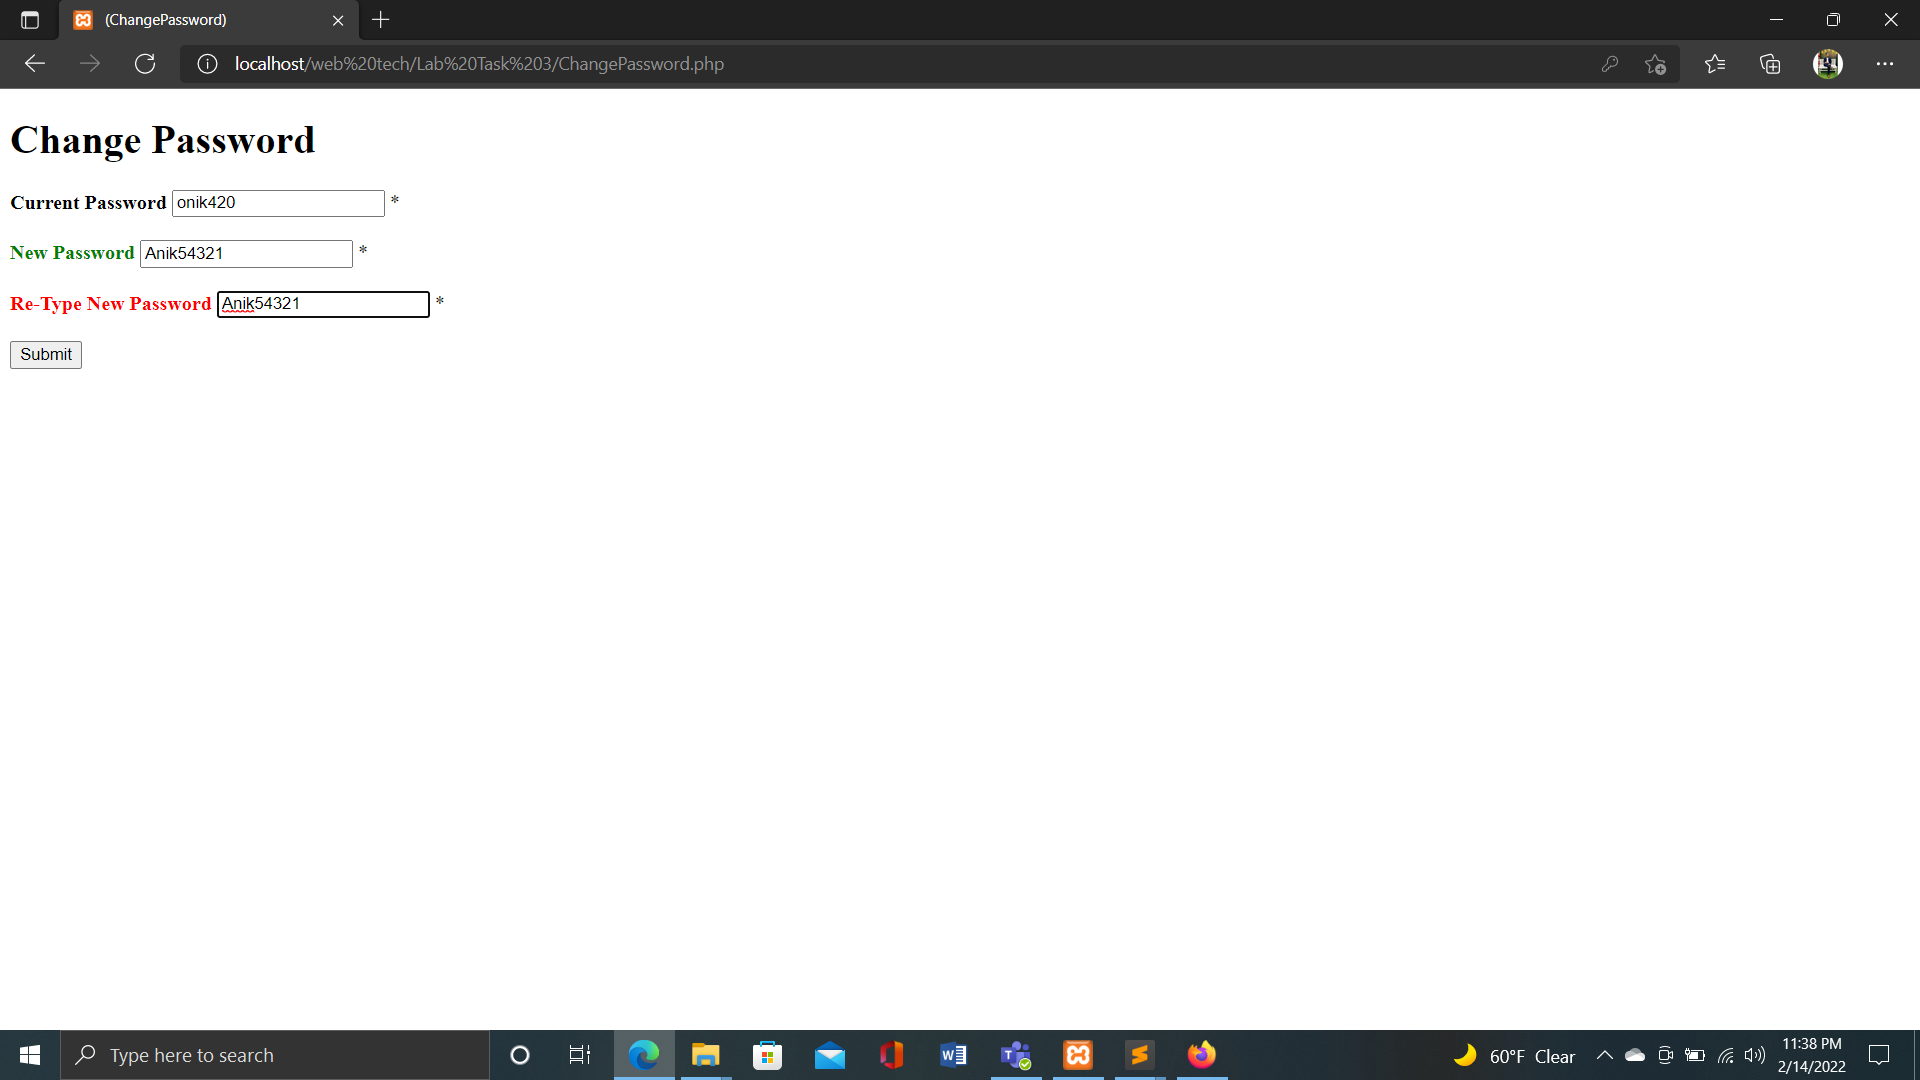 (ChangePassword)
localhost/web%20tech/Lab%20Task%203/ChangePassword.php
Change Password
Current Password onik420 *
New Password Anik54321 *
Re-Type New Password Anik54321 *
Submit
Type here to search
60°F Clear
11:38 PM
2/14/2022